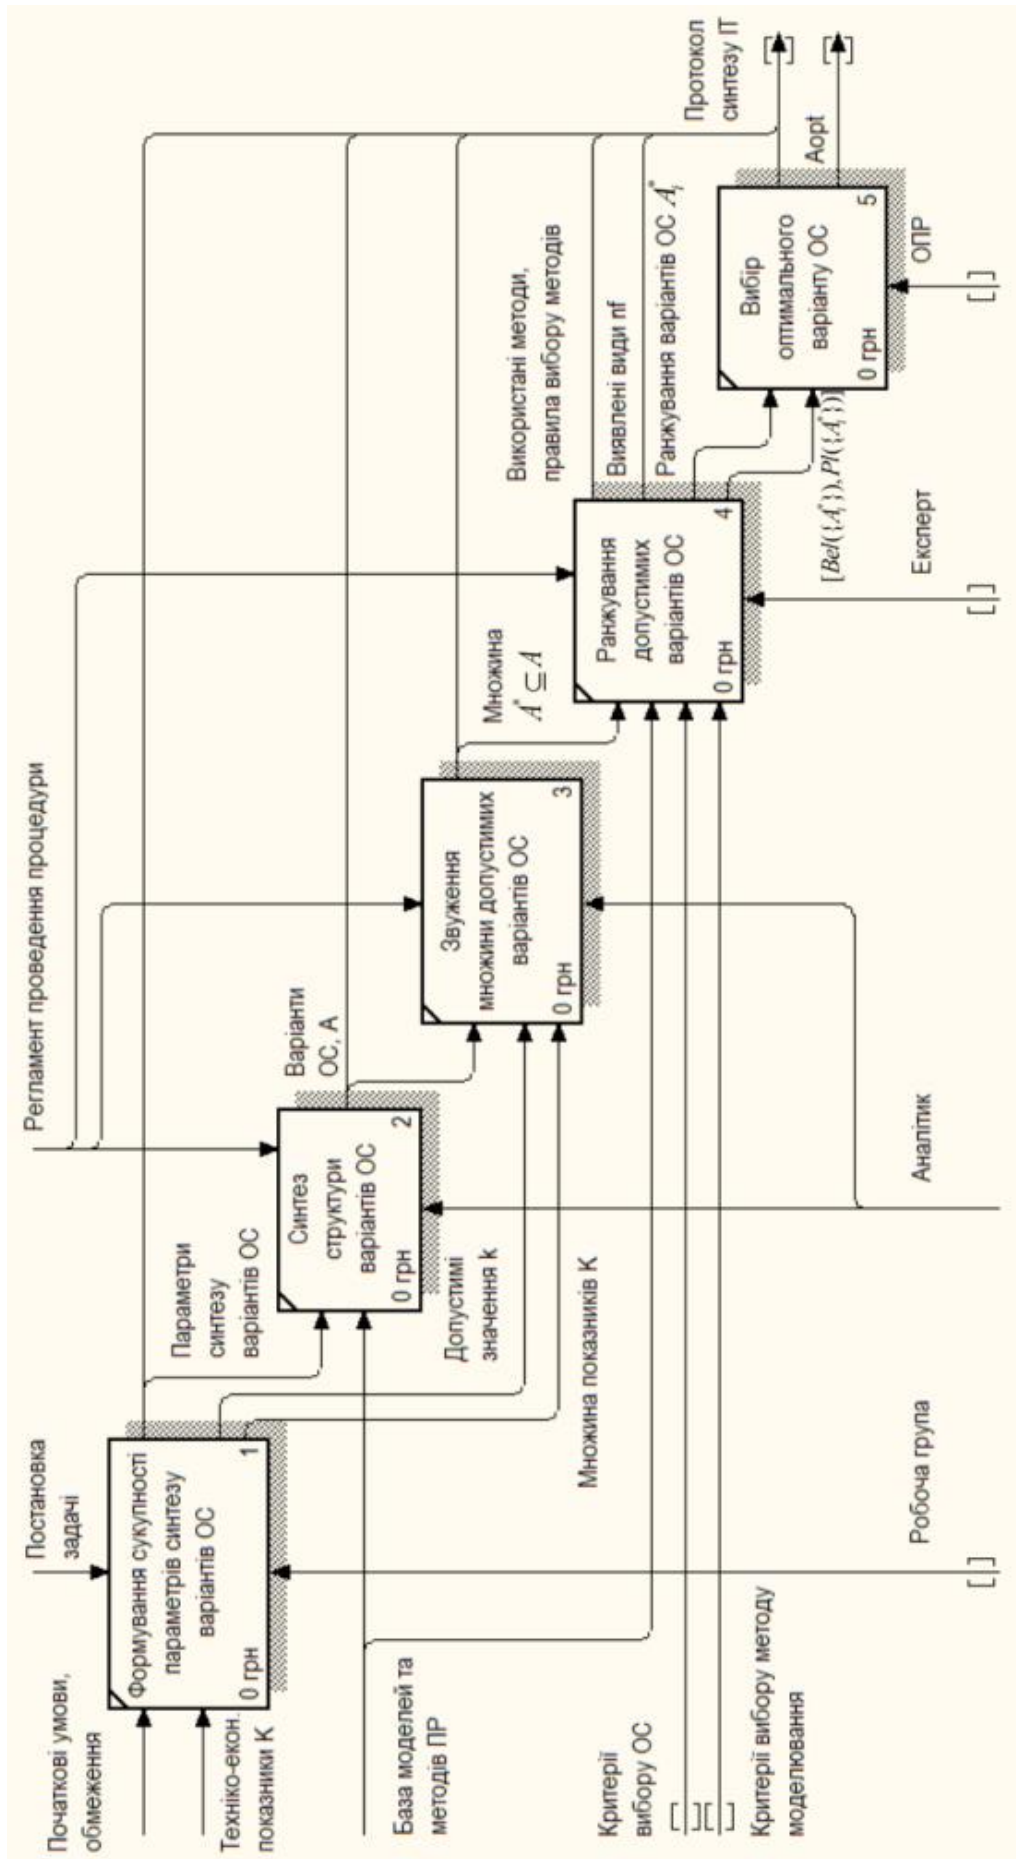 Постановка
задачі
Регламент проведення процедури
Початкові умови,
обмеження
Техніко-екон.
показники К
Формування сукупності
параметрів синтезу
варіантів ОС
0 грн
1
Параметри
синтезу
варіантів ОС
База моделей та
методів ПР
Синтез
структури
варіантів ОС
0 грн
2
Варіанти
ОС, А
Допустимі
значення k
Множина показників К
Звуження
множини допустимих
варіантів ОС
0 грн
3
Множина
A* ⊆ A
Критерії
вибору ОС
Критерії вибору методу
моделювання
Ранжування
допустимих
варіантів ОС
0 грн
4
Використані методи,
правила вибору методів
Виявлені види nf
Ранжування варіантів ОС A*i
[Bel({A*i}),Pl({A*i})]
Вибір
оптимального
варіанту ОС
0 грн
5
Протокол
синтезу ІТ
Aopt
Робоча група
Аналітик
Експерт
ОПР